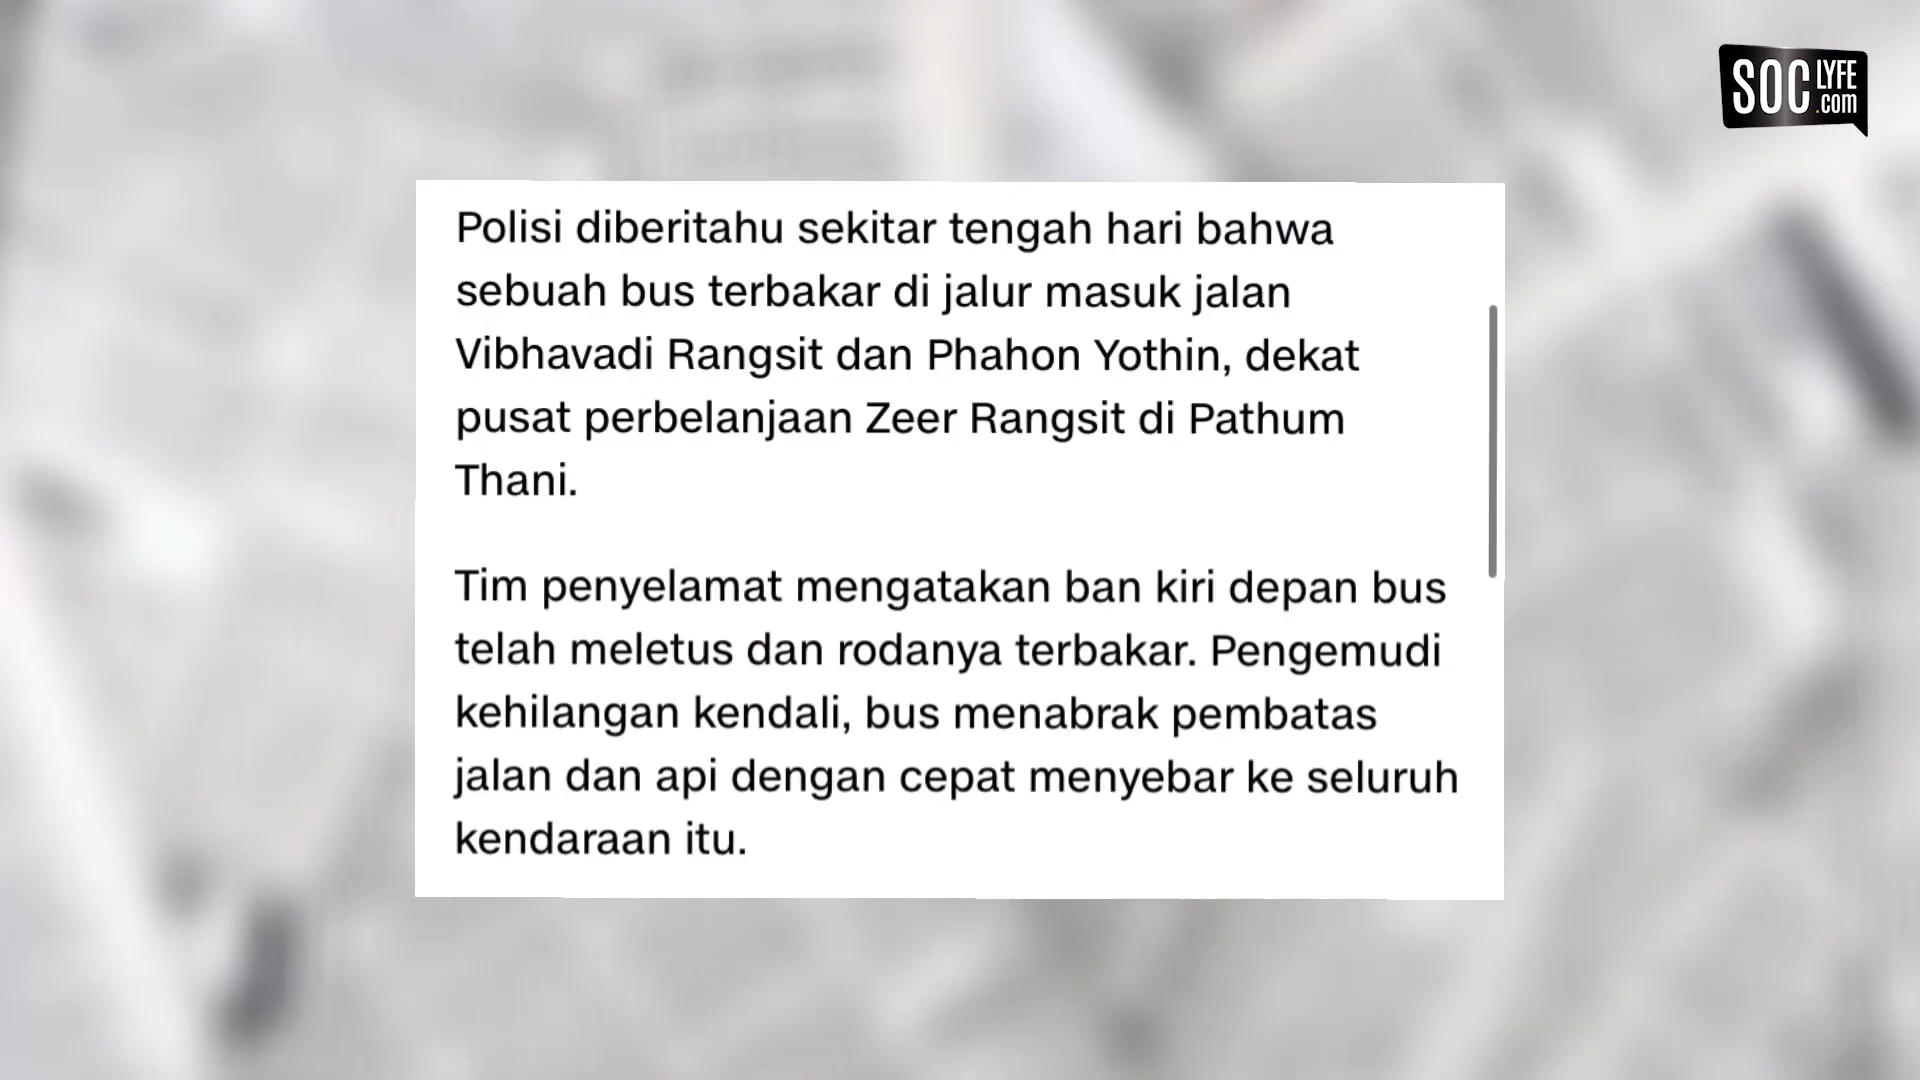 SOC LYFE
.com
Polisi diberitahu sekitar tengah hari bahwa
sebuah bus terbakar di jalur masuk jalan
Vibhavadi Rangsit dan Phahon Yothin, dekat
pusat perbelanjaan Zeer Rangsit di Pathum
Thani.
Tim penyelamat mengatakan ban kiri depan bus
telah meletus dan rodanya terbakar. Pengemudi
kehilangan kendali, bus menabrak pembatas
jalan dan api dengan cepat menyebar ke seluruh
kendaraan itu.